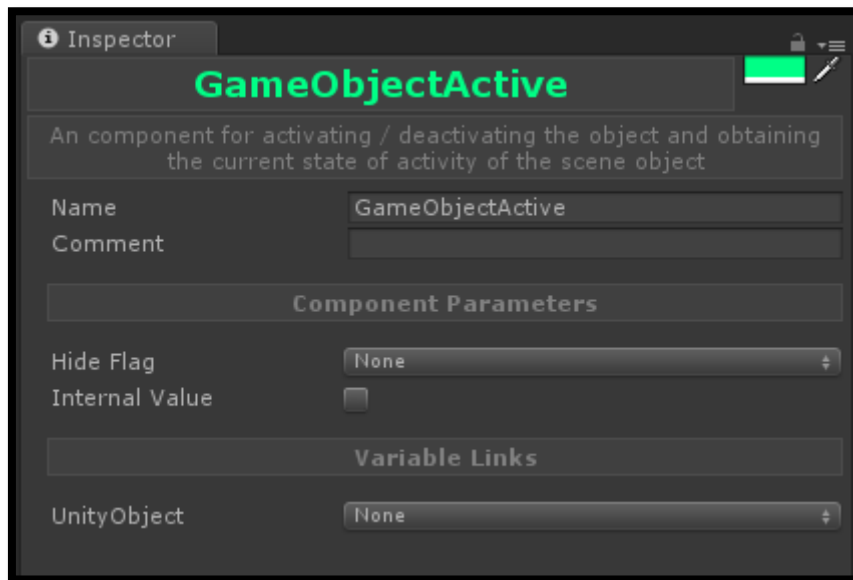 Inspector
GameObjectActive
An component for activating / deactivating the object and obtaining
the current state of activity of the scene object
Name GameObjectActive
Comment
Component Parameters
Hide Flag None
Internal Value
Variable Links
UnityObject None